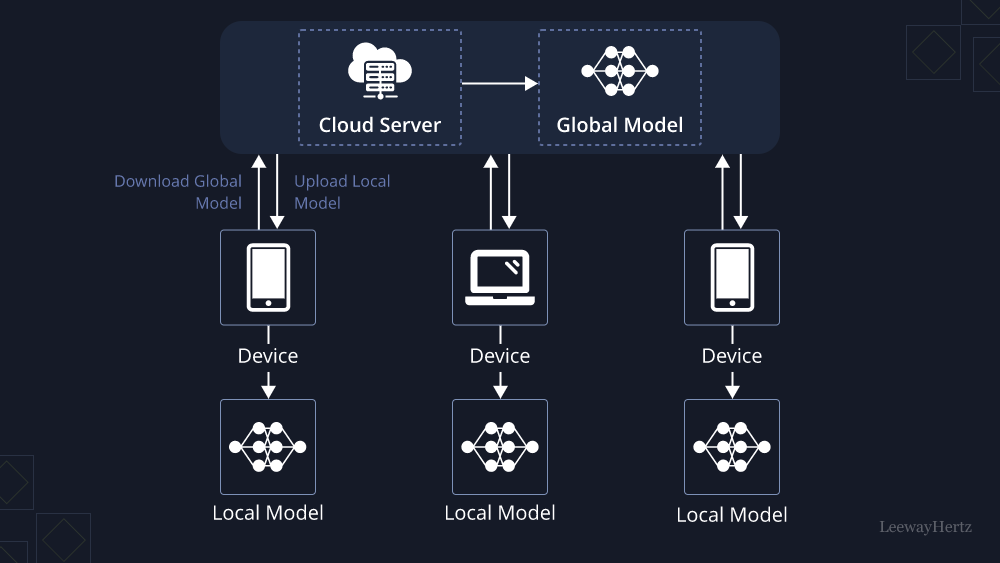 Cloud Server
Global Model
Download Global
Model
Upload Local
Model
Device
Device
Device
Local Model
Local Model
Local Model
LeewayHertz